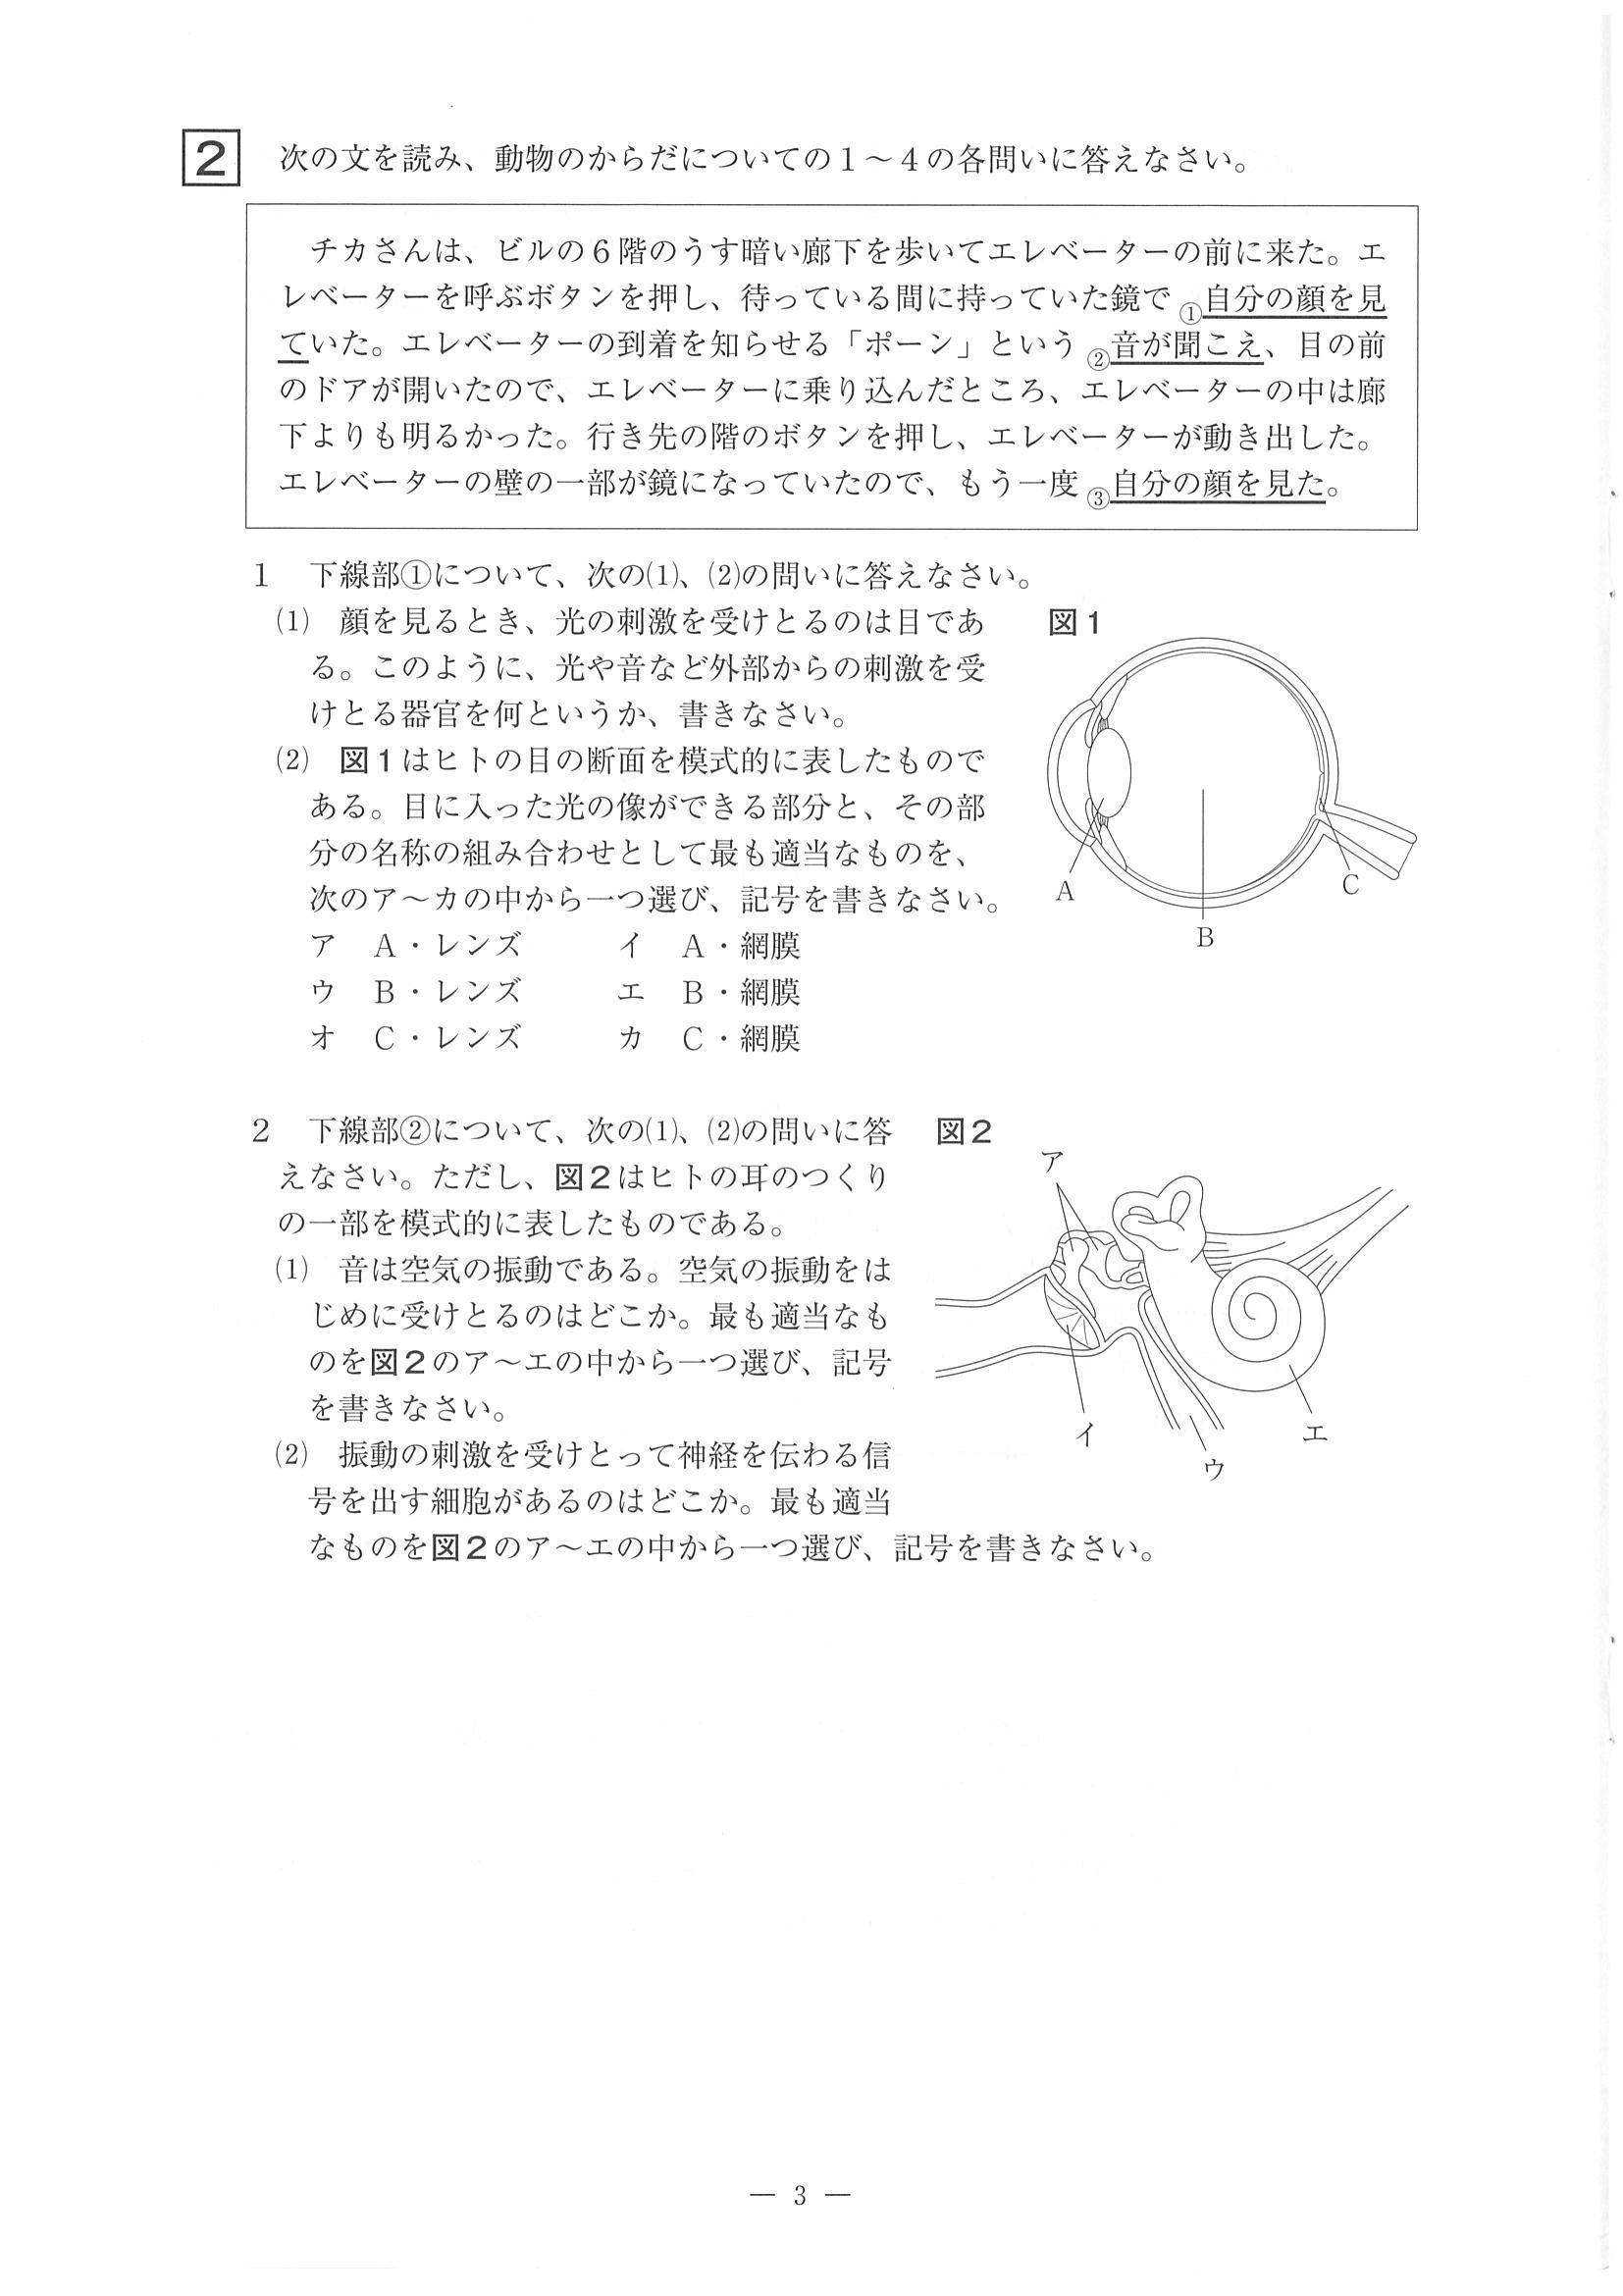 2 次の文を読み、動物のからだについての1～4の各問いに答えなさい。
チカさんは、ビルの6階のうす暗い廊下を歩いてエレベーターの前に来た。エ
レベーターを呼ぶボタンを押し、待っている間に持っていた鏡で①自分の顔を見
ていた。エレベーターの到着を知らせる「ポーン」という②音が聞こえ、目の前
のドアが開いたので、エレベーターに乗り込んだところ、エレベーターの中は廊
下よりも明るかった。行き先の階のボタンを押し、エレベーターが動き出した。
エレベーターの壁の一部が鏡になっていたので、もう一度③自分の顔を見た。
1 下線部①について、次の⑴、⑵の問いに答えなさい。
⑴ 顔を見るとき、光の刺激を受けとるのは目であ
る。このように、光や音など外部からの刺激を受
けとる器官を何というか、書きなさい。
⑵ 図1はヒトの目の断面を模式的に表したもので
ある。目に入った光の像ができる部分と、その部
分の名称の組み合わせとして最も適当なものを、
次のア～カの中から一つ選び、記号を書きなさい。
ア A・レンズ イ A・網膜
ウ B・レンズ エ B・網膜
オ C・レンズ カ C・網膜
図1
A
B
C
2 下線部②について、次の⑴、⑵の問いに答
えなさい。ただし、図2はヒトの耳のつくり
の一部を模式的に表したものである。
⑴ 音は空気の振動である。空気の振動をは
じめに受けとるのはどこか。最も適当なも
のを図2のア～エの中から一つ選び、記号
を書きなさい。
⑵ 振動の刺激を受けとって神経を伝わる信
号を出す細胞があるのはどこか。最も適当
なものを図2のア～エの中から一つ選び、記号を書きなさい。
図2
ア
イ
ウ
エ
― 3 ―